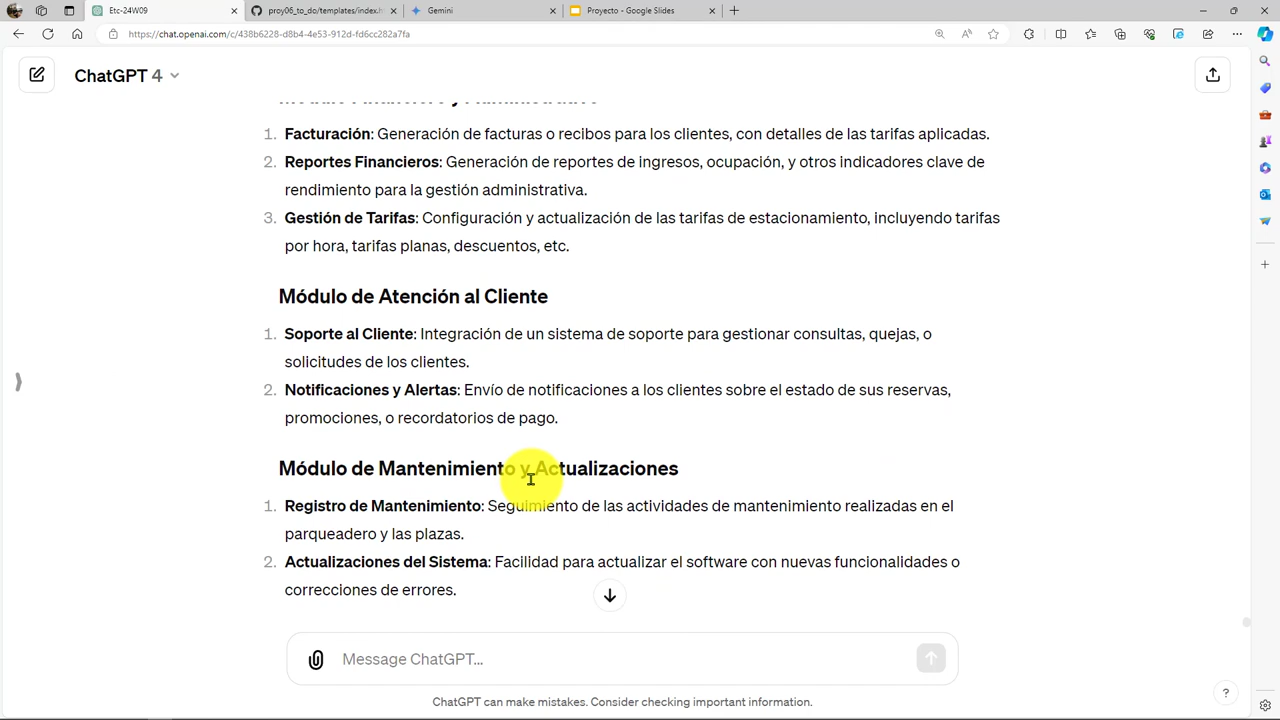 Etc-24W09
proy06_to_do/templates/index.h
Gemini
Proyecto - Google Slides
https://chat.openai.com/c/438b6228-d8b4-4e53-912d-fd6cc282a7fa
ChatGPT 4
1. Facturación: Generación de facturas o recibos para los clientes, con detalles de las tarifas aplicadas.
2. Reportes Financieros: Generación de reportes de ingresos, ocupación, y otros indicadores clave de
rendimiento para la gestión administrativa.
3. Gestión de Tarifas: Configuración y actualización de las tarifas de estacionamiento, incluyendo tarifas
por hora, tarifas planas, descuentos, etc.
Módulo de Atención al Cliente
1. Soporte al Cliente: Integración de un sistema de soporte para gestionar consultas, quejas, o
solicitudes de los clientes.
2. Notificaciones y Alertas: Envío de notificaciones a los clientes sobre el estado de sus reservas,
promociones, o recordatorios de pago.
Módulo de Mantenimiento y Actualizaciones
1. Registro de Mantenimiento: Seguimiento de las actividades de mantenimiento realizadas en el
parqueadero y las plazas.
2. Actualizaciones del Sistema: Facilidad para actualizar el software con nuevas funcionalidades o
correcciones de errores.
Message ChatGPT...
ChatGPT can make mistakes. Consider checking important information.
?